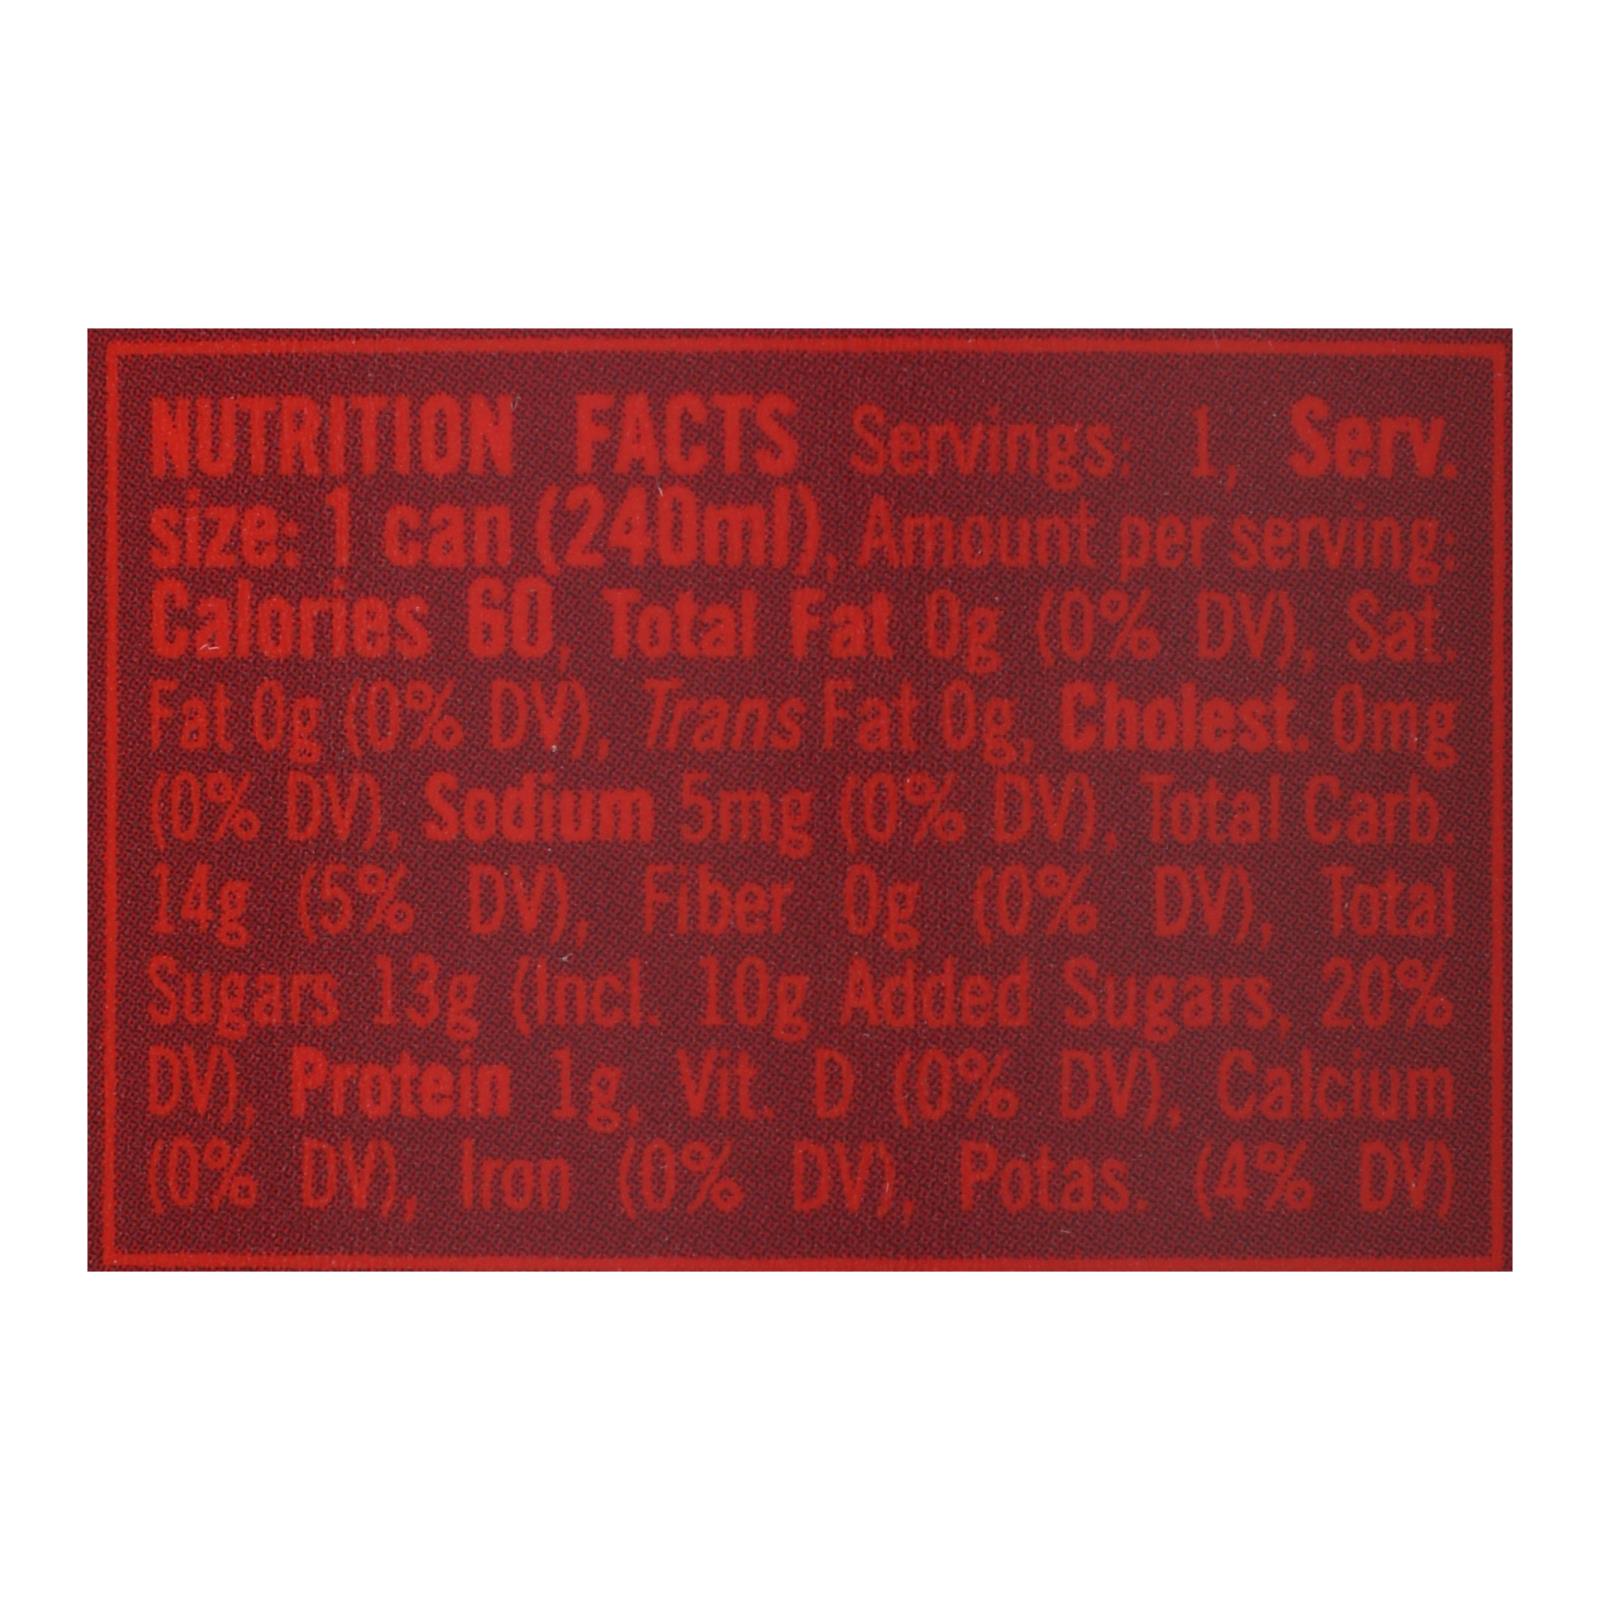 NUTRITION FACTS Servings: 1, Serv.
size: 1 can (240ml), Amount per serving:
Calories 60, Total Fat 0g (0% DV), Sat.
Fat 0g (0% DV), Trans Fat 0g, Cholest. 0mg
(0% DV), Sodium 5mg (0% DV), Total Carb.
14g (5% DV), Fiber 0g (0% DV), Total
Sugars 13g (Incl. 10g Added Sugars, 20%
DV), Protein 1g, Vit. D (0% DV), Calcium
(0% DV), Iron (0% DV), Potas. (4% DV)